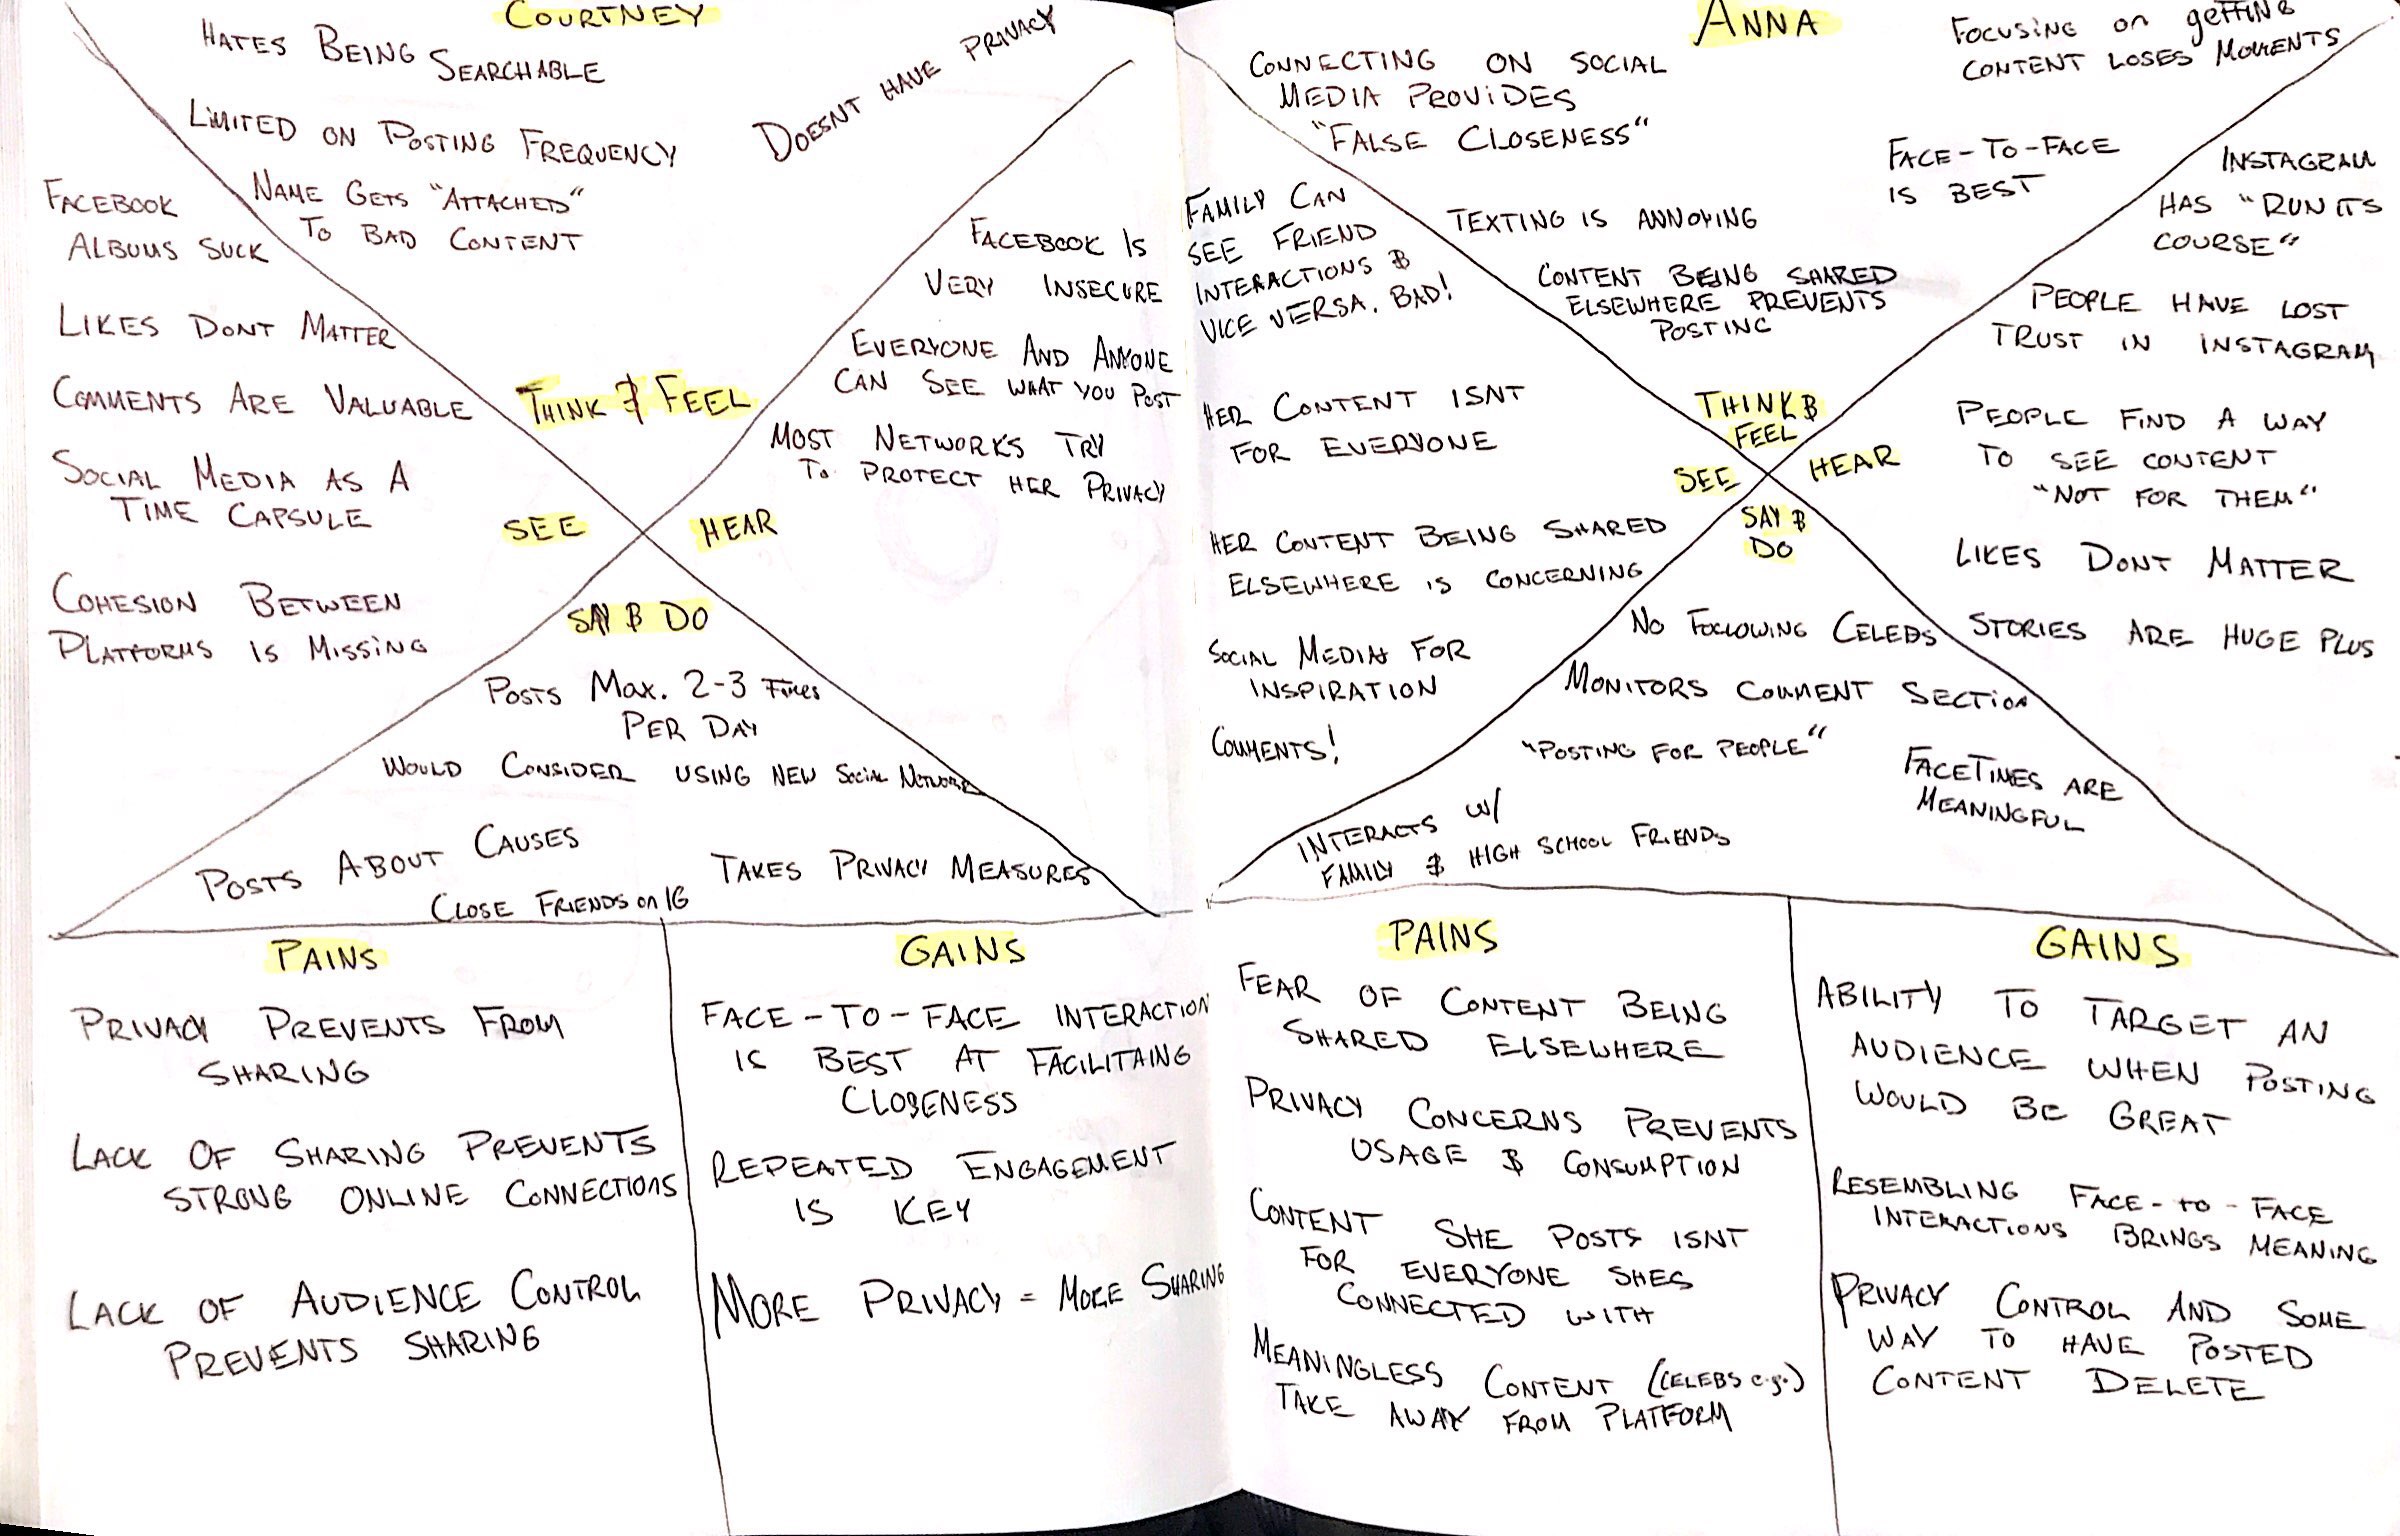 COURTNEY
HATES BEING
SEARCHABLE
DOESNT HAVE PRIVACY
LIMITED ON POSTING FREQUENCY
NAME GETS "ATTACHED"
TO BAD CONTENT
THINK & FEEL
FACEBOOK
ALBUMS SUCK
LIKES DONT MATTER
COMMENTS ARE VALUABLE
SOCIAL MEDIA AS A
TIME CAPSULE
SEE
COHESION BETWEEN
PLATFORMS IS MISSING
FACEBOOK IS
VERY INSECURE
EVERYONE AND ANYONE
CAN SEE WHAT YOU POST
MOST NETWORKS TRY
TO PROTECT HER PRIVACY
HEAR
SAY & DO
POSTS MAX. 2-3 TIMES
PER DAY
WOULD CONSIDER USING NEW SOCIAL NETWORK
POSTS ABOUT CAUSES
CLOSE FRIENDS ON IG
TAKES PRIVACY MEASURES
PAINS
PRIVACY PREVENTS FROM
SHARING
LACK OF SHARING PREVENTS
STRONG ONLINE CONNECTIONS
LACK OF AUDIENCE CONTROL
PREVENTS SHARING
GAINS
FACE-TO-FACE INTERACTION
IS BEST AT FACILITAING
CLOSENESS
REPEATED ENGAGEMENT
IS KEY
MORE PRIVACY = MORE SHARING
ANNA
CONNECTING ON SOCIAL
MEDIA PROVIDES
"FALSE CLOSENESS"
FOCUSING ON GETTING
CONTENT LOSES MOMENTS
FACE-TO-FACE
IS BEST
TEXTING IS ANNOYING
CONTENT BEING SHARED
ELSEWHERE PREVENTS
POSTING
THINK &
FEEL
FAMILY CAN
SEE FRIEND
INTERACTIONS &
VICE VERSA. BAD!
HER CONTENT ISNT
FOR EVERYONE
SEE
HER CONTENT BEING SHARED
ELSEWHERE IS CONCERNING
SOCIAL MEDIA FOR
INSPIRATION
COMMENTS!
INSTAGRAM
HAS "RUN ITS
COURSE"
PEOPLE HAVE LOST
TRUST IN INSTAGRAM
PEOPLE FIND A WAY
TO SEE CONTENT
"NOT FOR THEM"
HEAR
LIKES DONT MATTER
STORIES ARE HUGE PLUS
SAY &
DO
NO FOLLOWING CELEBS
MONITORS COMMENT SECTION
"POSTING FOR PEOPLE"
FACETIMES ARE
MEANINGFUL
INTERACTS W/
FAMILY & HIGH SCHOOL FRIENDS
PAINS
FEAR OF CONTENT BEING
SHARED ELSEWHERE
PRIVACY CONCERNS PREVENTS
USAGE & CONSUMPTION
CONTENT SHE POSTS ISNT
FOR EVERYONE SHES
CONNECTED WITH
MEANINGLESS CONTENT (CELEBS e.g.)
TAKE AWAY FROM PLATFORM
GAINS
ABILITY TO TARGET AN
AUDIENCE WHEN POSTING
WOULD BE GREAT
RESEMBLING FACE-TO-FACE
INTERACTIONS BRINGS MEANING
PRIVACY CONTROL AND SOME
WAY TO HAVE POSTED
CONTENT DELETE